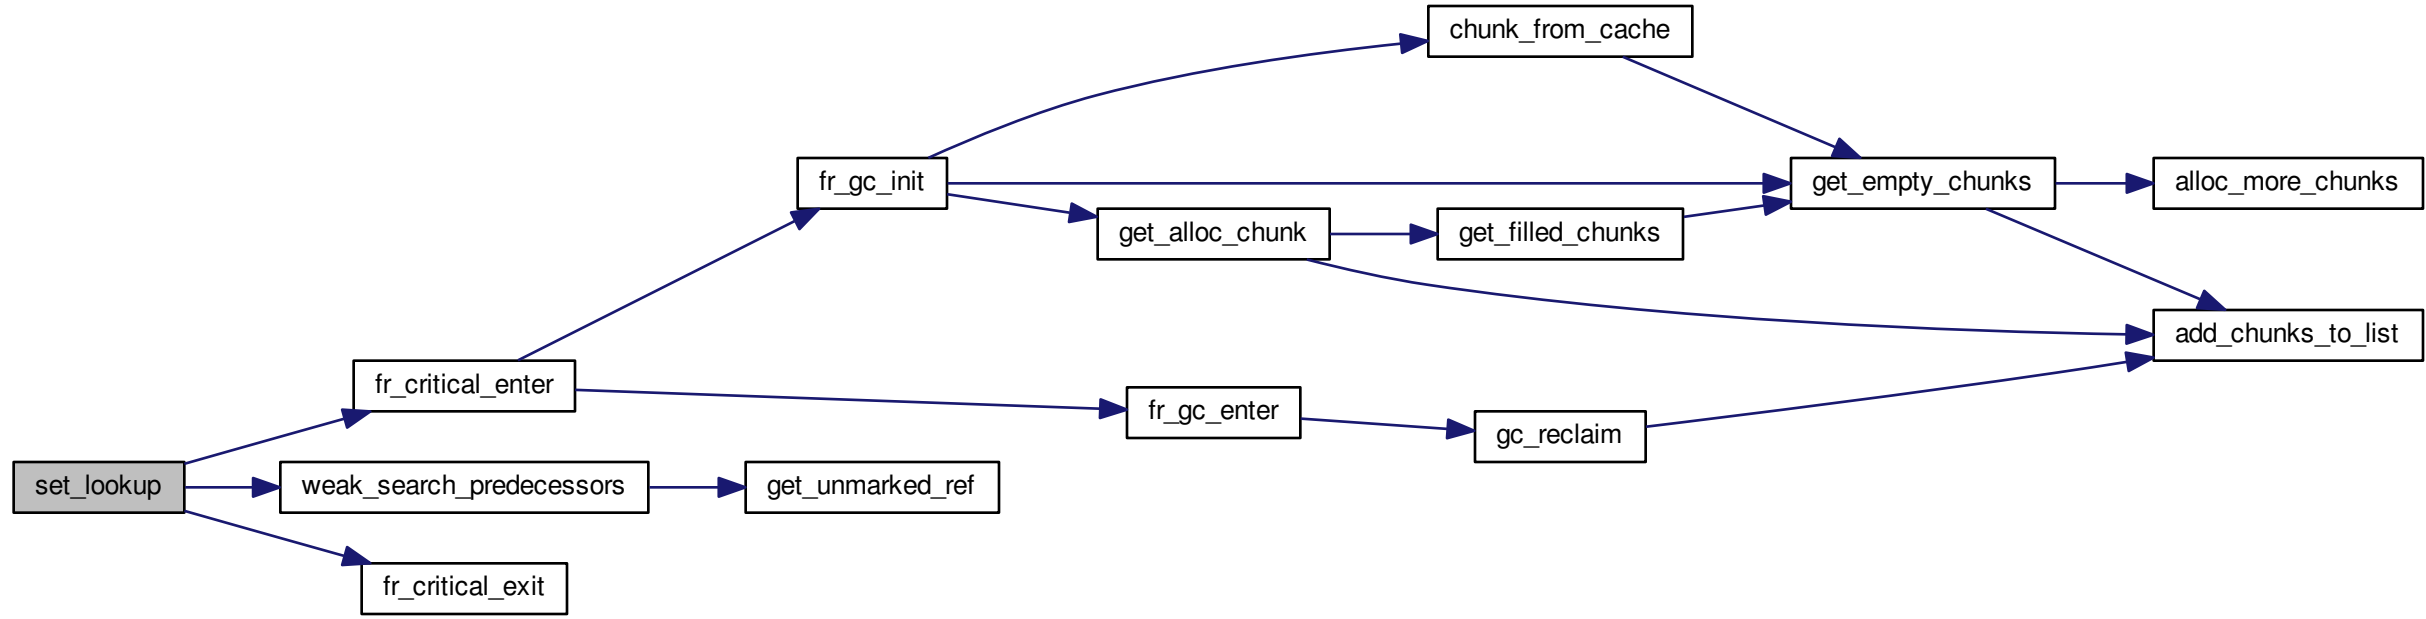 chunk_from_cache
fr_gc_init
get_empty_chunks
alloc_more_chunks
get_alloc_chunk
get_filled_chunks
add_chunks_to_list
fr_critical_enter
fr_gc_enter
gc_reclaim
set_lookup
weak_search_predecessors
get_unmarked_ref
fr_critical_exit